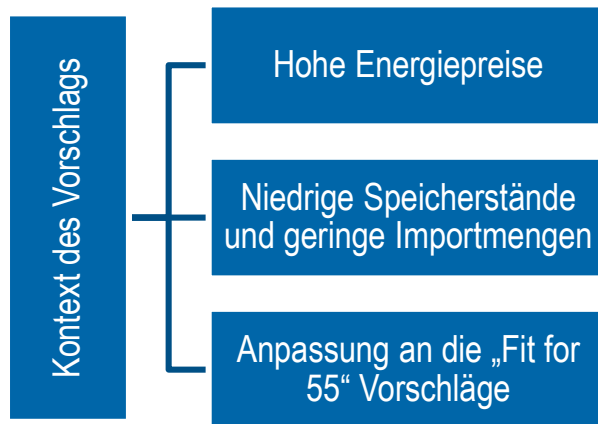 Kontext des Vorschlags
Hohe Energiepreise
Niedrige Speicherstände
und geringe Importmengen
Anpassung an die „Fit for
55“ Vorschläge